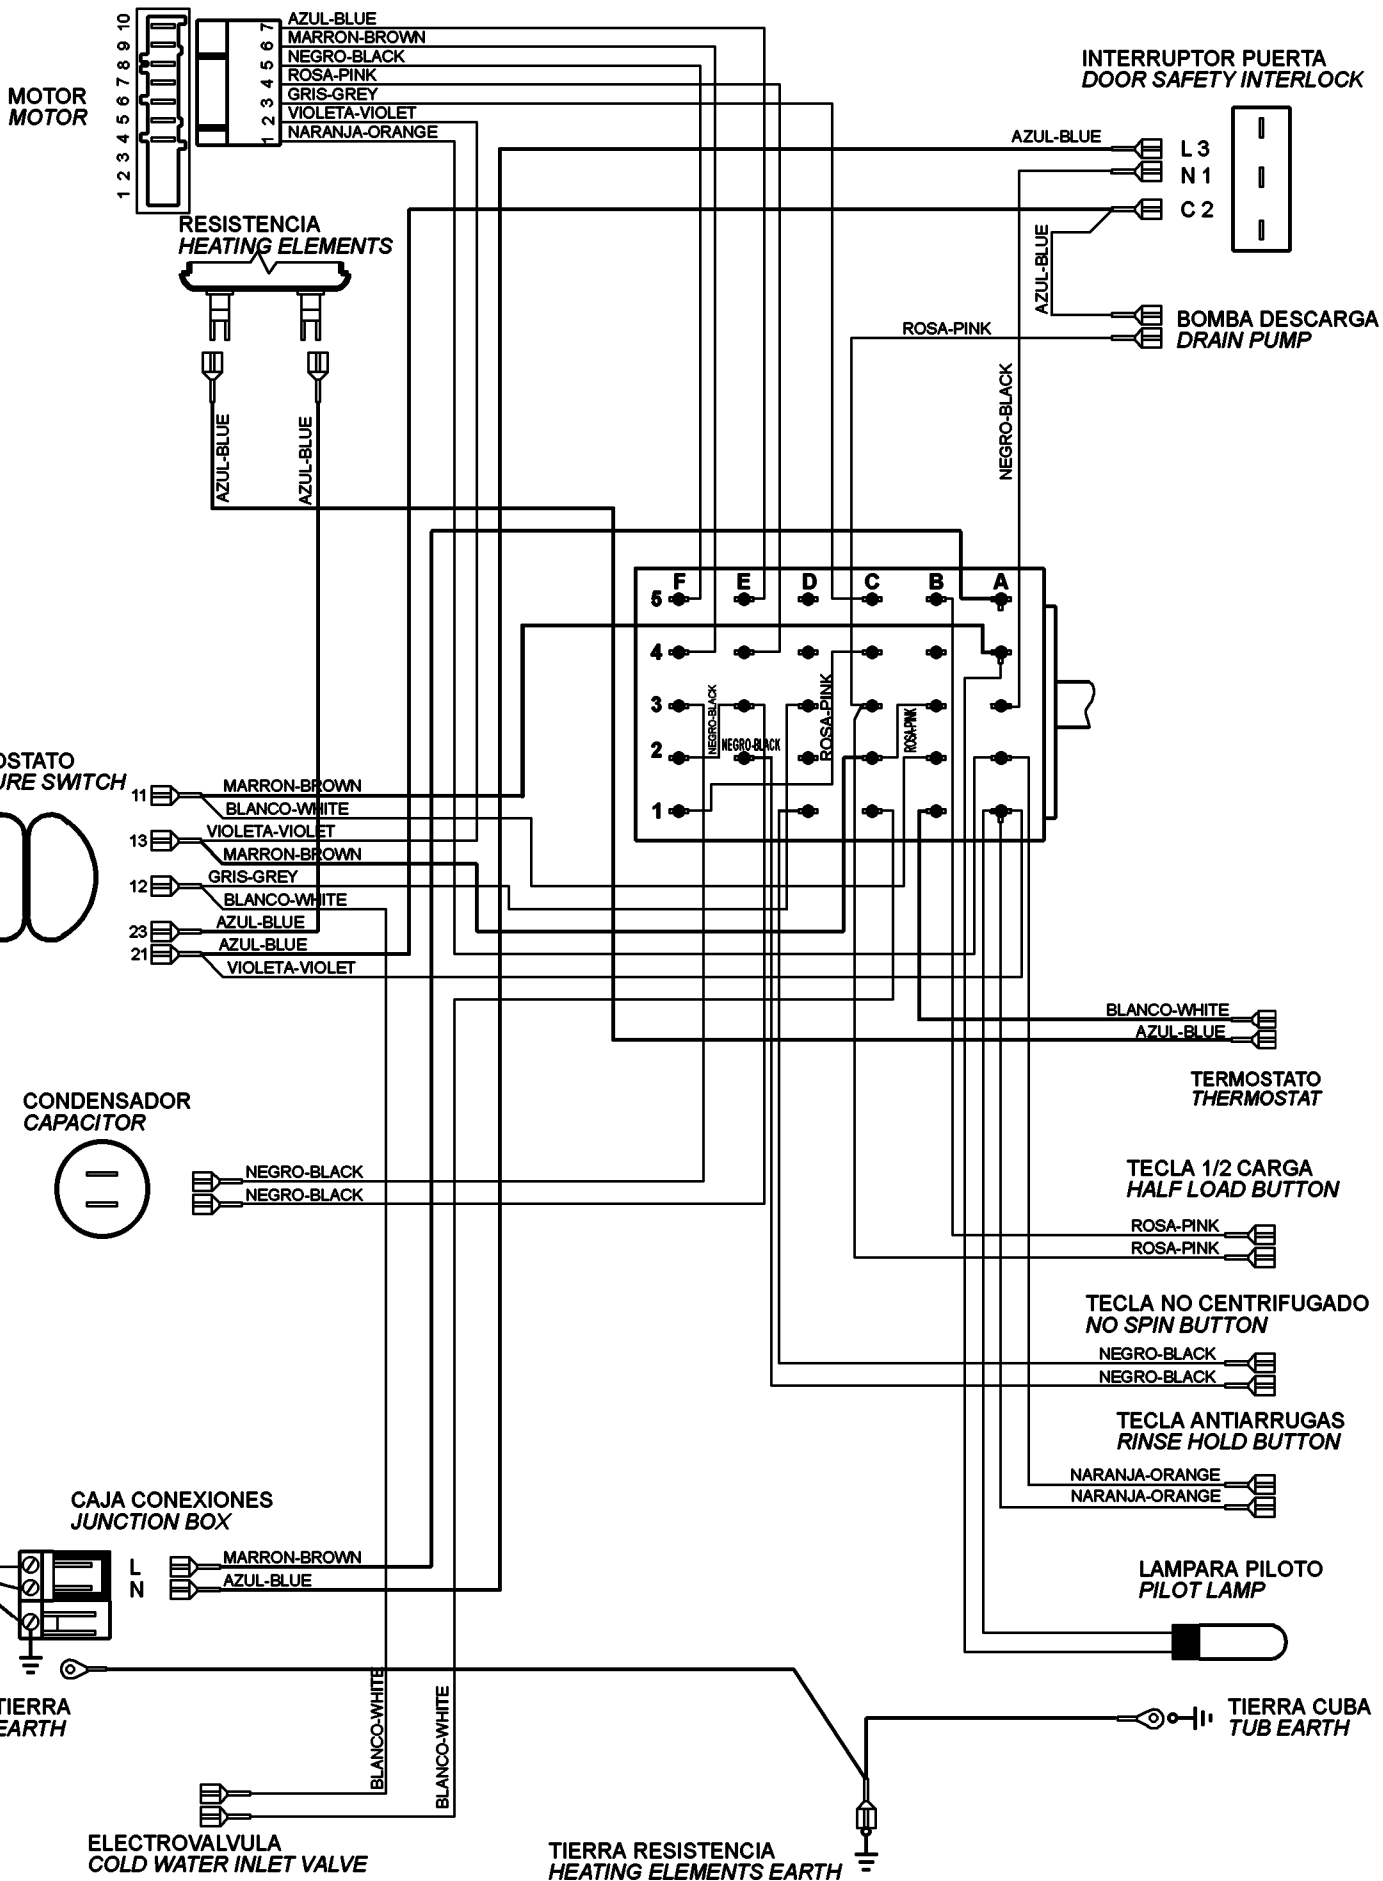 AZUL-BLUE
MARRON-BROWN
NEGRO-BLACK
ROSA-PINK
GRIS-GREY
VIOLETA-VIOLET
NARANJA-ORANGE
7
6
5
4
3
2
1
10
9
8
7
6
5
4
3
2
1
MOTOR
MOTOR
INTERRUPTOR PUERTA
DOOR SAFETY INTERLOCK
AZUL-BLUE
L 3
N 1
C 2
AZUL-BLUE
RESISTENCIA
HEATING ELEMENTS
AZUL-BLUE
AZUL-BLUE
BOMBA DESCARGA
DRAIN PUMP
ROSA-PINK
NEGRO-BLACK
F E D C B A
5
4
3
2
1
NEGRO-BLACK
NEGRO-BLACK
ROSA-PINK
ROSA-PINK
OSTATO
URE SWITCH
11
MARRON-BROWN
BLANCO-WHITE
13
VIOLETA-VIOLET
MARRON-BROWN
12
GRIS-GREY
BLANCO-WHITE
23
AZUL-BLUE
21
AZUL-BLUE
VIOLETA-VIOLET
BLANCO-WHITE
AZUL-BLUE
TERMOSTATO
THERMOSTAT
CONDENSADOR
CAPACITOR
NEGRO-BLACK
NEGRO-BLACK
TECLA 1/2 CARGA
HALF LOAD BUTTON
ROSA-PINK
ROSA-PINK
TECLA NO CENTRIFUGADO
NO SPIN BUTTON
NEGRO-BLACK
NEGRO-BLACK
TECLA ANTIARRUGAS
RINSE HOLD BUTTON
NARANJA-ORANGE
NARANJA-ORANGE
CAJA CONEXIONES
JUNCTION BOX
L
N
MARRON-BROWN
AZUL-BLUE
LAMPARA PILOTO
PILOT LAMP
TIERRA
EARTH
BLANCO-WHITE
BLANCO-WHITE
TIERRA CUBA
TUB EARTH
ELECTROVALVULA
COLD WATER INLET VALVE
TIERRA RESISTENCIA
HEATING ELEMENTS EARTH